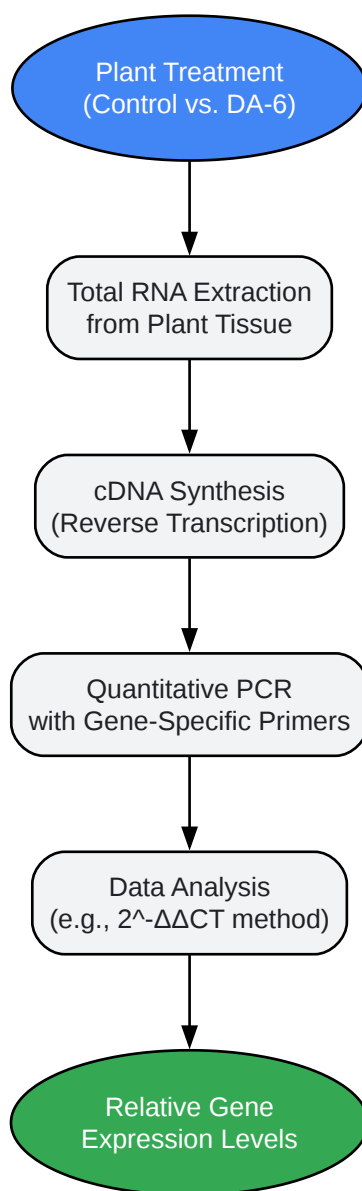 Plant Treatment
(Control vs. DA-6)
Total RNA Extraction
from Plant Tissue
cDNA Synthesis
(Reverse Transcription)
Quantitative PCR
with Gene-Specific Primers
Data Analysis
(e.g., 2^-ΔΔCT method)
Relative Gene
Expression Levels